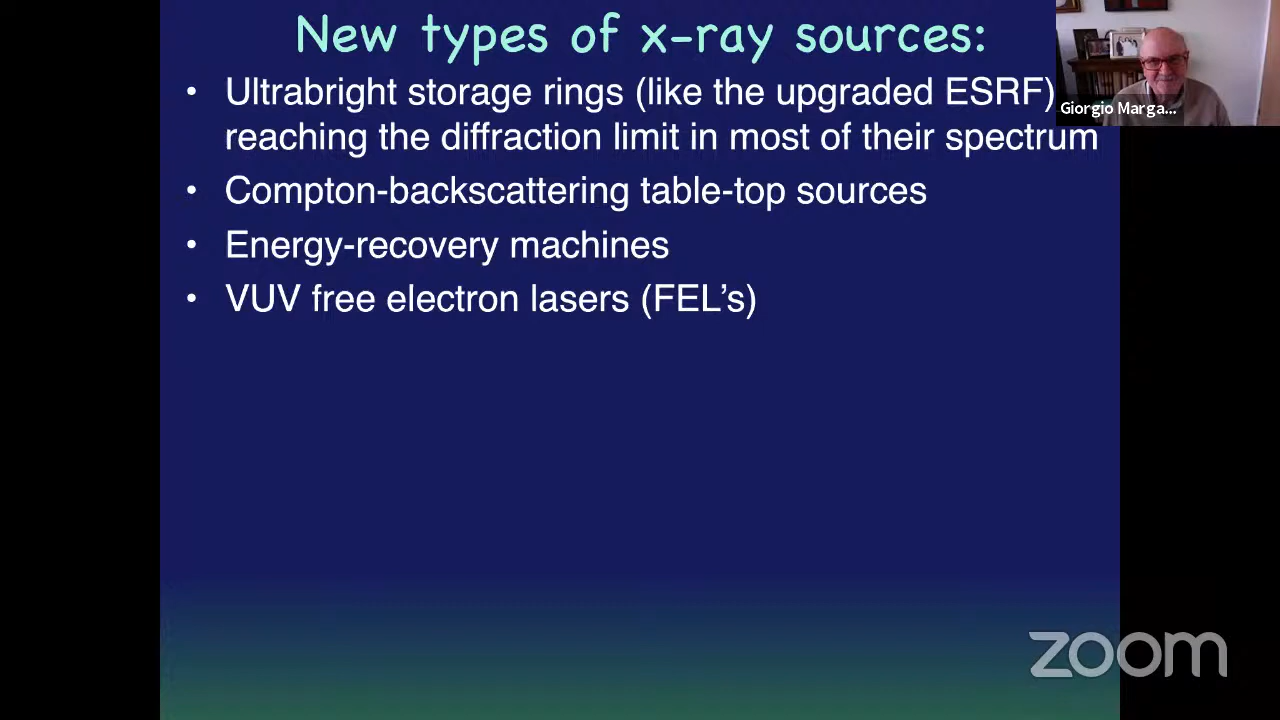 New types of x-ray sources:
• Ultrabright storage rings (like the upgraded ESRF)
reaching the diffraction limit in most of their spectrum
• Compton-backscattering table-top sources
• Energy-recovery machines
• VUV free electron lasers (FEL’s)
Giorgio Marga...
zoom